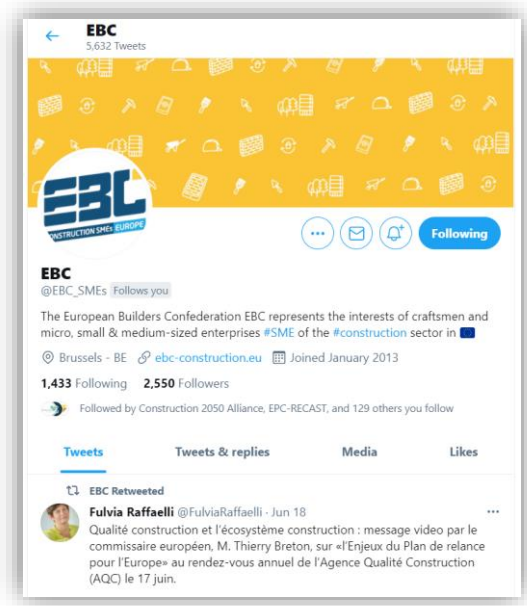 EBC
5,632 Tweets
EBC
CONSTRUCTION SMEs EUROPE
Following
EBC
@EBC_SMEs Follows you
The European Builders Confederation EBC represents the interests of craftsmen and
micro, small & medium-sized enterprises #SME of the #construction sector in 🇪🇺
Brussels - BE ebc-construction.eu Joined January 2013
1,433 Following 2,550 Followers
Followed by Construction 2050 Alliance, EPC-RECAST, and 129 others you follow
Tweets Tweets & replies Media Likes
EBC Retweeted
Fulvia Raffaelli @FulviaRaffaelli · Jun 18
Qualité construction et l'écosystème construction : message video par le
commissaire européen, M. Thierry Breton, sur «l'Enjeu du Plan de relance
pour l'Europe» au rendez-vous annuel de l'Agence Qualité Construction
(AQC) le 17 juin.